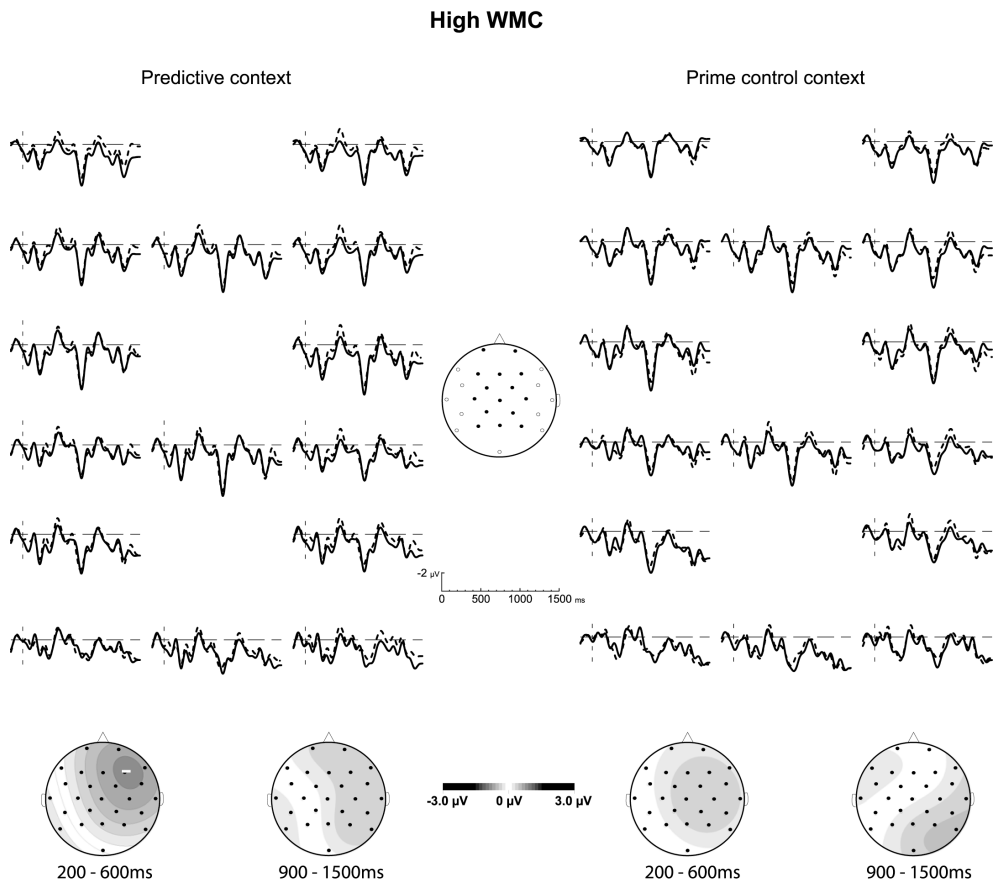 High WMC
Predictive context
Prime control context
-2 µV
0 500 1000 1500 ms
-3.0 µV 0 µV 3.0 µV
200 - 600ms
900 - 1500ms
200 - 600ms
900 - 1500ms